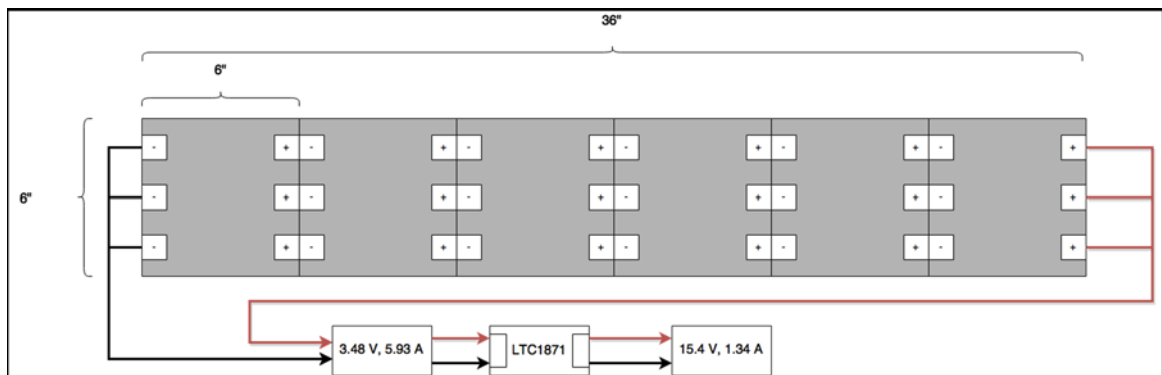 36"
6"
- + - + - + - + - + - +
6"
- + - + - + - + - + - +
- + - + - + - + - + - +
3.48 V, 5.93 A
LTC1871
15.4 V, 1.34 A